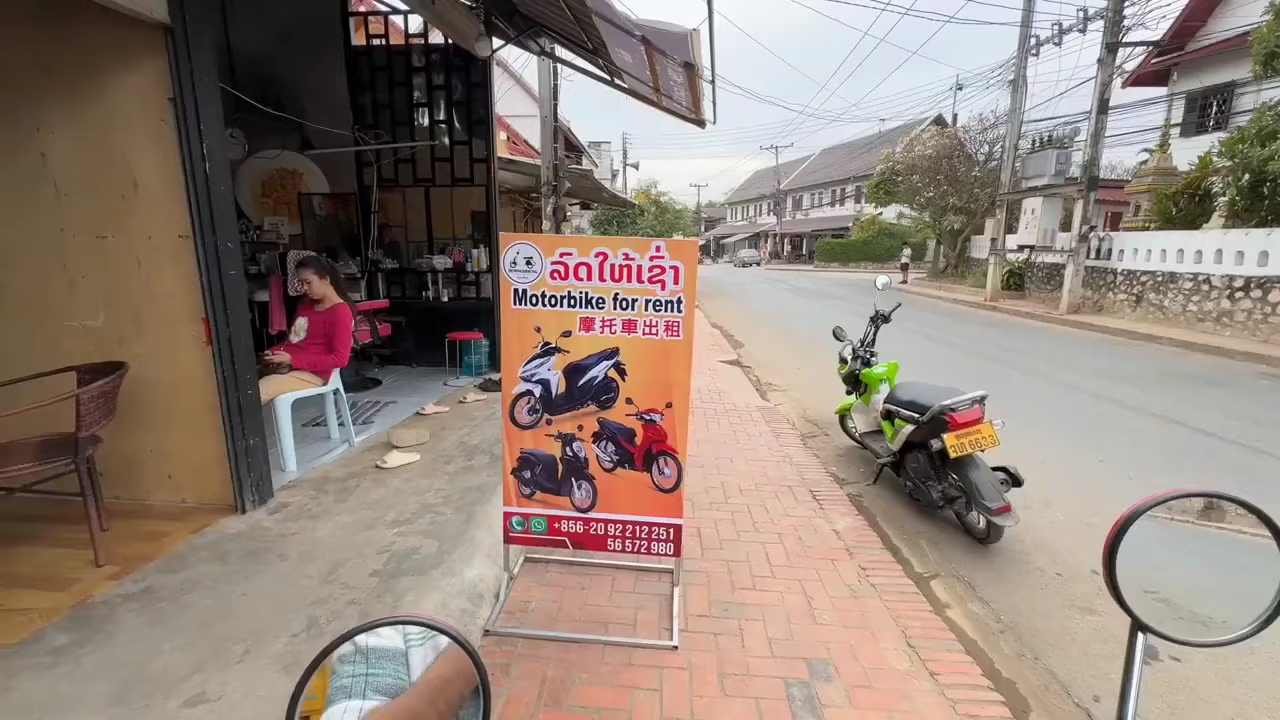 ລົດໃຫ້ເຊົ່າ
Motorbike for rent
摩托車出租
+856-20 92 212 251
56 572 980
6633